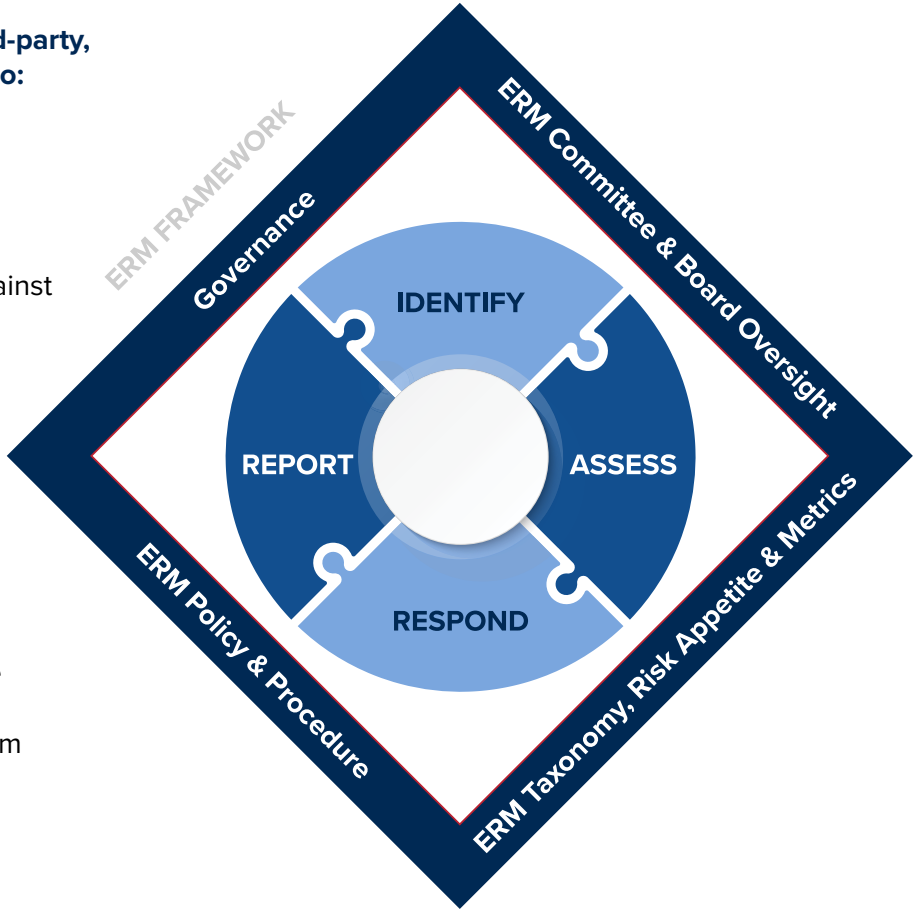 d-party,
o:
ERM FRAMEWORK
Governance
ERM Committee & Board Oversight
ainst
IDENTIFY
REPORT
ASSESS
RESPOND
ERM Policy & Procedure
ERM Taxonomy, Risk Appetite & Metrics
m